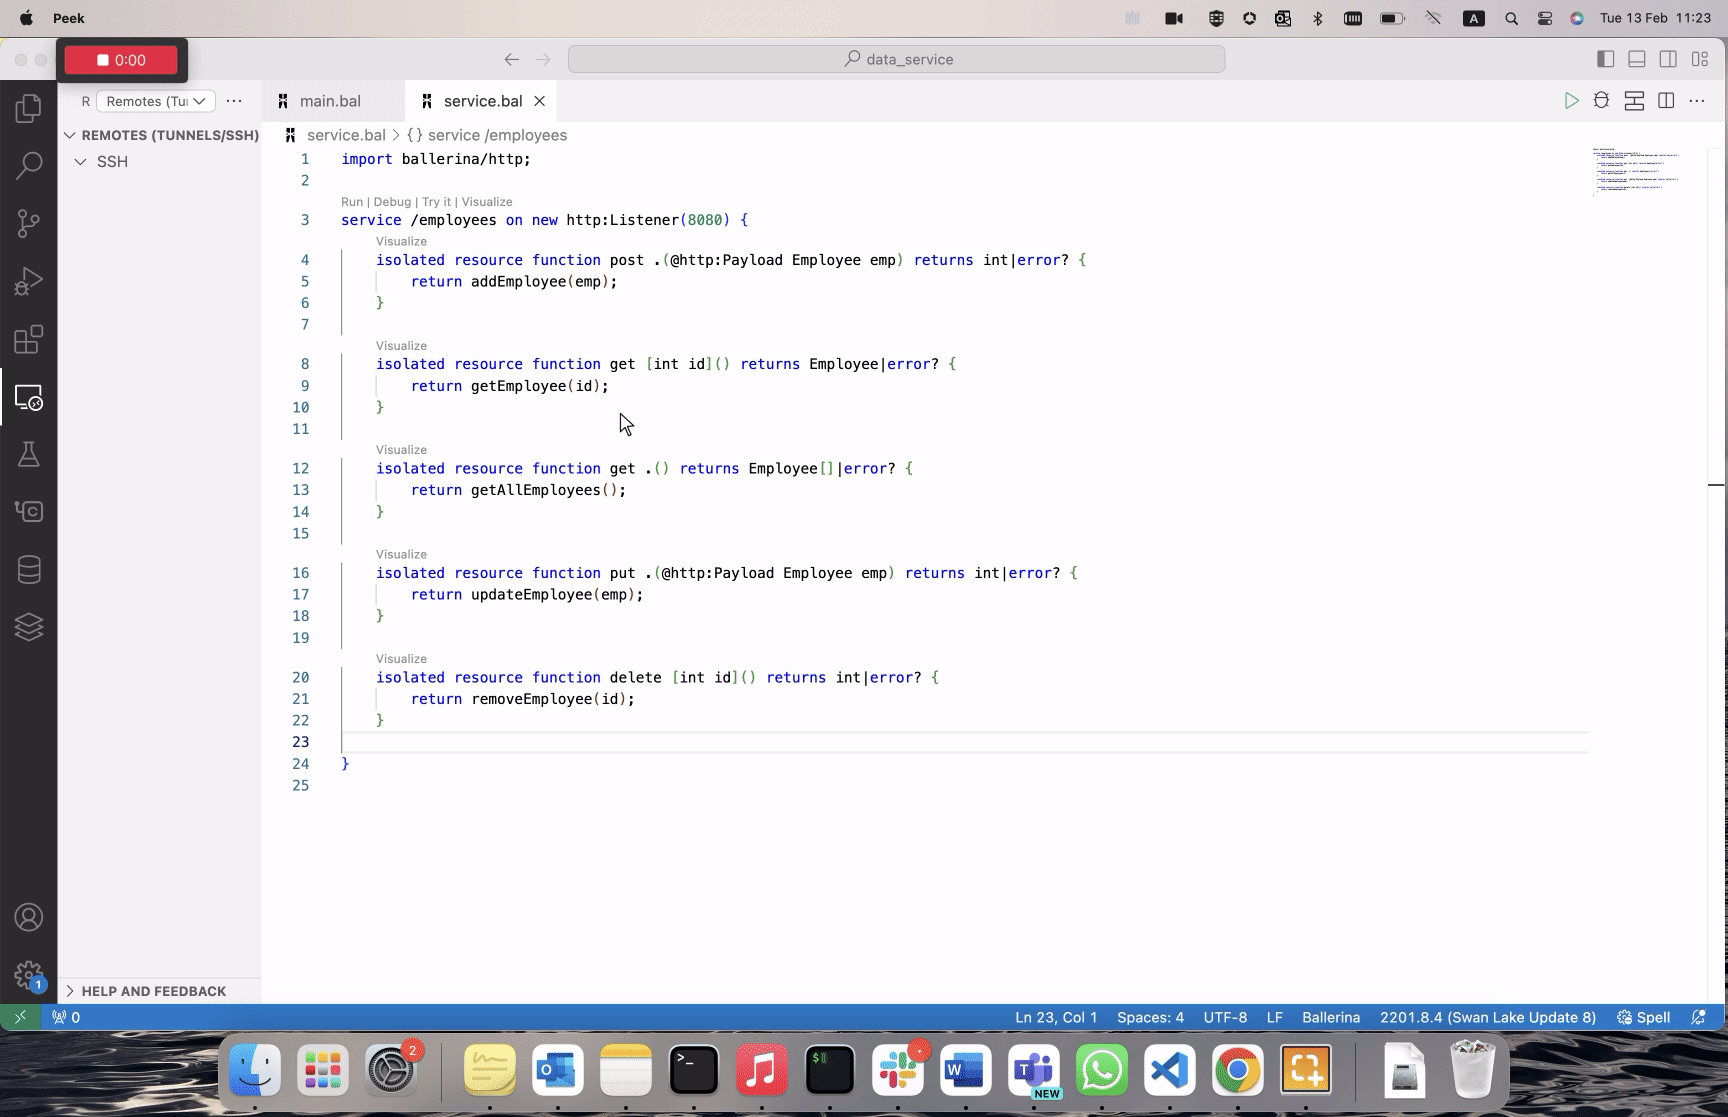 Peek
A
Tue 13 Feb 11:23
0:00
data_service
R
Remotes (Tu
main.bal
service.bal
REMOTES (TUNNELS/SSH)
SSH
service.bal > {} service /employees
1 import ballerina/http;
2
Run | Debug | Try it | Visualize
3 service /employees on new http:Listener(8080) {
Visualize
4 isolated resource function post .(@http:Payload Employee emp) returns int|error? {
5 return addEmployee(emp);
6 }
7
Visualize
8 isolated resource function get [int id]() returns Employee|error? {
9 return getEmployee(id);
10 }
11
Visualize
12 isolated resource function get .() returns Employee[]|error? {
13 return getAllEmployees();
14 }
15
Visualize
16 isolated resource function put .(@http:Payload Employee emp) returns int|error? {
17 return updateEmployee(emp);
18 }
19
Visualize
20 isolated resource function delete [int id]() returns int|error? {
21 return removeEmployee(id);
22 }
23
24 }
25
1
HELP AND FEEDBACK
0
Ln 23, Col 1
Spaces: 4
UTF-8
LF
Ballerina
2201.8.4 (Swan Lake Update 8)
Spell
2
NEW